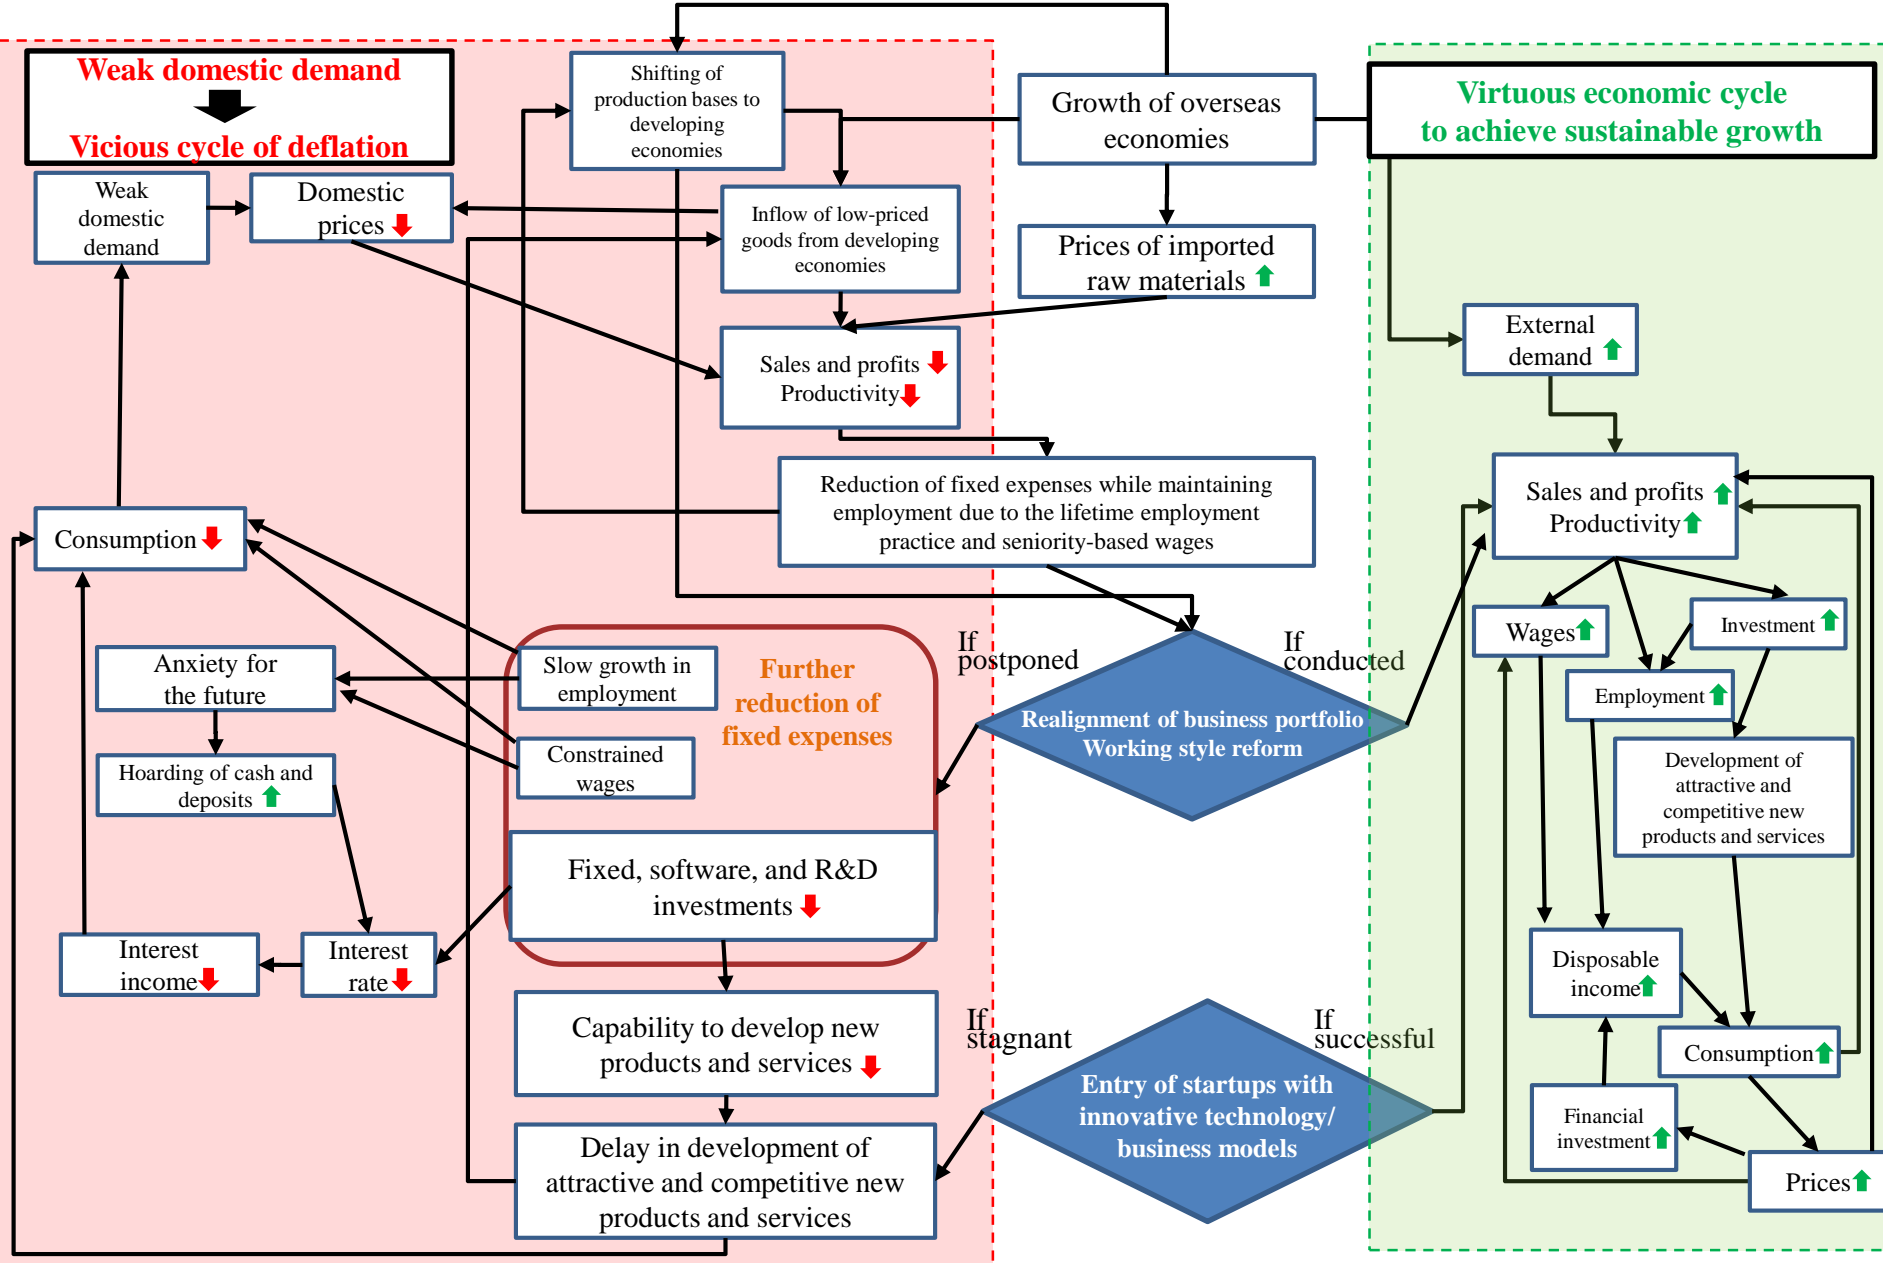 Weak domestic demand
Vicious cycle of deflation
Shifting of
production bases to
developing
economies
Growth of overseas
economies
Virtuous economic cycle
to achieve sustainable growth
Weak
domestic
demand
Domestic
prices
Inflow of low-priced
goods from developing
economies
Prices of imported
raw materials
External
demand
Sales and profits
Productivity
Reduction of fixed expenses while maintaining
employment due to the lifetime employment
practice and seniority-based wages
Sales and profits
Productivity
Consumption
Wages
Investment
Employment
Anxiety for
the future
Slow growth in
employment
Further
reduction of
fixed expenses
If
postponed
If
conducted
Realignment of business portfolio
Working style reform
Constrained
wages
Hoarding of cash and
deposits
Development of
attractive and
competitive new
products and services
Fixed, software, and R&D
investments
Interest
income
Interest
rate
Disposable
income
Capability to develop new
products and services
If
stagnant
If
successful
Consumption
Entry of startups with
innovative technology/
business models
Financial
investment
Delay in development of
attractive and competitive new
products and services
Prices